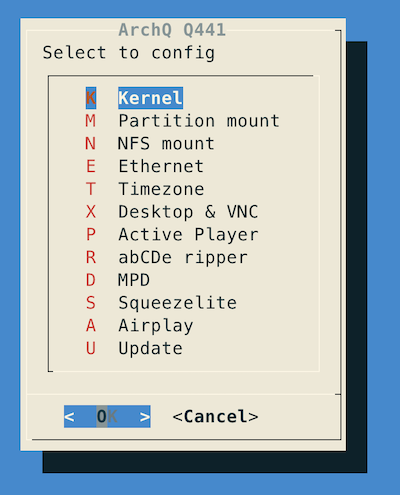 ArchQ Q441
Select to config
K Kernel
M Partition mount
N NFS mount
E Ethernet
T Timezone
X Desktop & VNC
P Active Player
R abCDe ripper
D MPD
S Squeezelite
A Airplay
U Update
< OK > <Cancel>